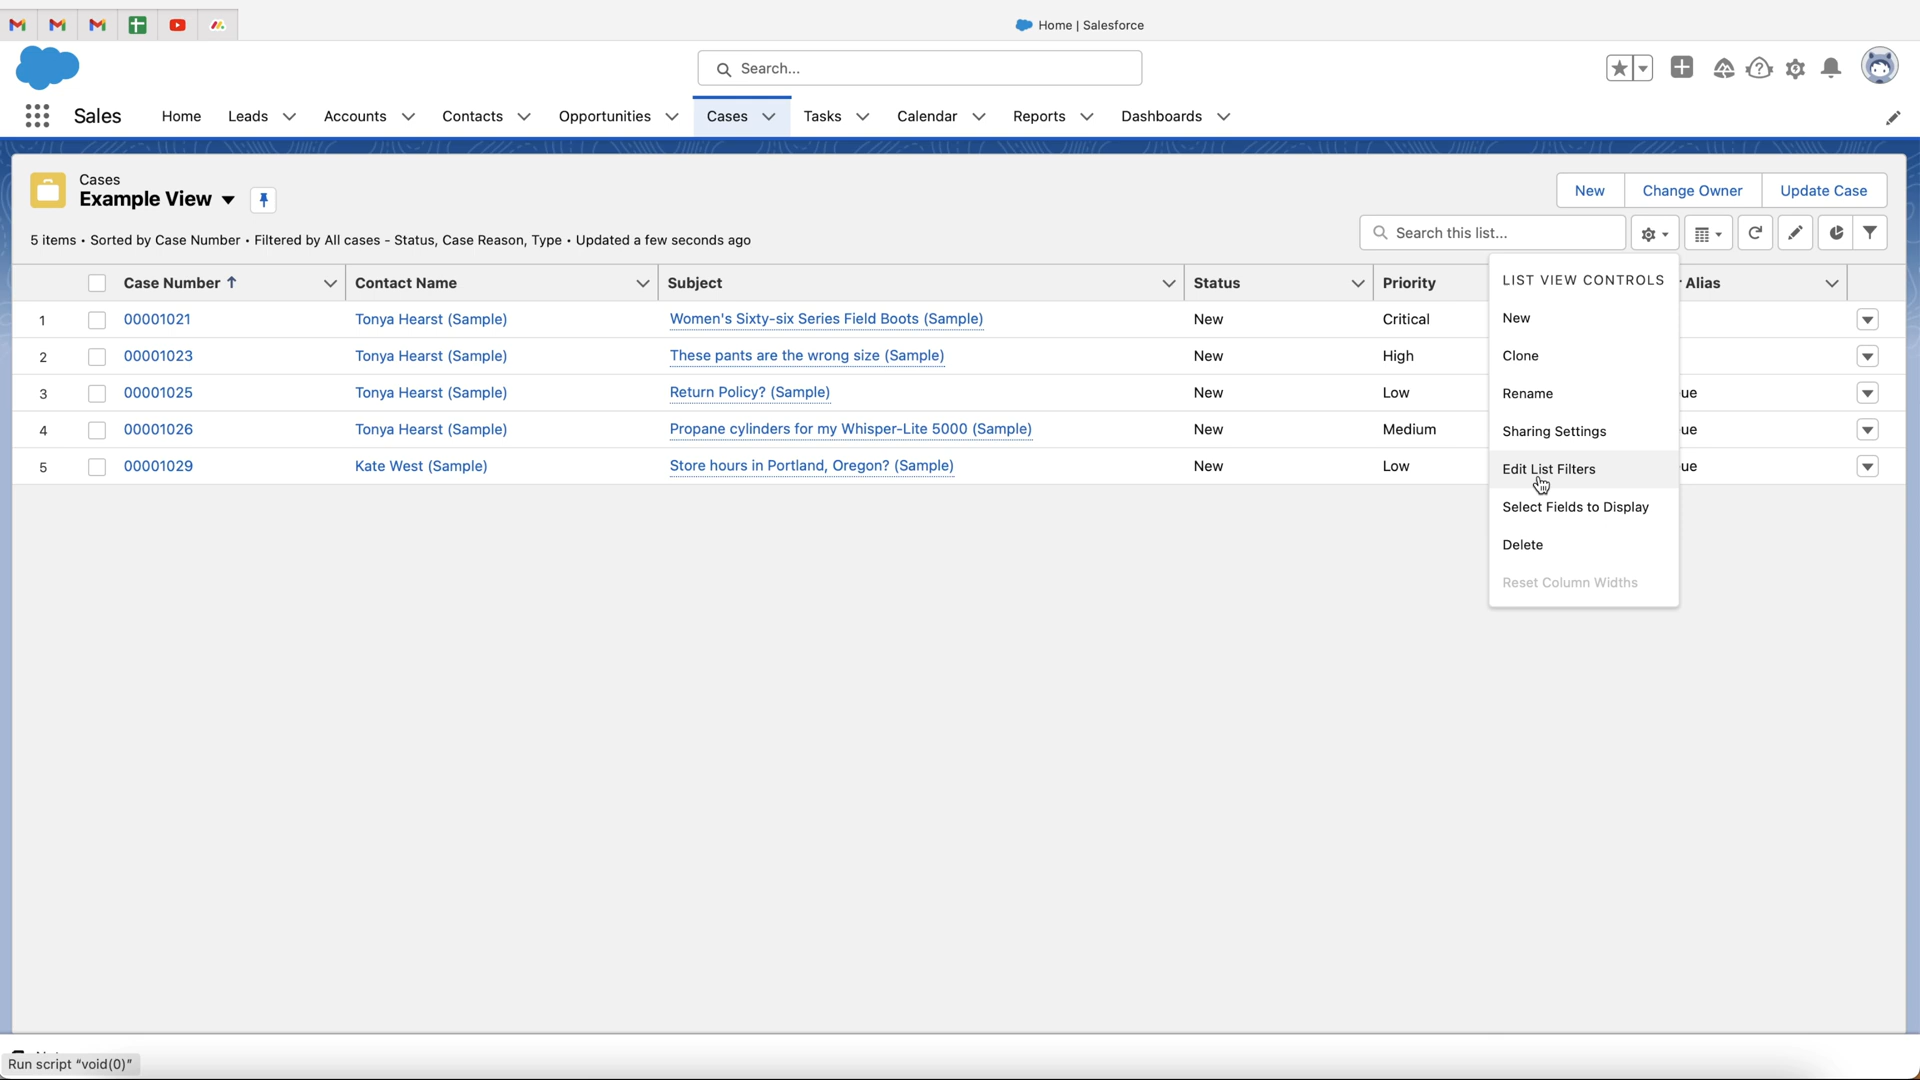 Home | Salesforce
Search...
Sales
Home
Leads
Accounts
Contacts
Opportunities
Cases
Tasks
Calendar
Reports
Dashboards
Cases
Example View
New
Change Owner
Update Case
5 items • Sorted by Case Number • Filtered by All cases - Status, Case Reason, Type • Updated a few seconds ago
Search this list...
Case Number
Contact Name
Subject
Status
Priority
Alias
1
00001021
Tonya Hearst (Sample)
Women's Sixty-six Series Field Boots (Sample)
New
Critical
2
00001023
Tonya Hearst (Sample)
These pants are the wrong size (Sample)
New
High
3
00001025
Tonya Hearst (Sample)
Return Policy? (Sample)
New
Low
ue
4
00001026
Tonya Hearst (Sample)
Propane cylinders for my Whisper-Lite 5000 (Sample)
New
Medium
ue
5
00001029
Kate West (Sample)
Store hours in Portland, Oregon? (Sample)
New
Low
ue
LIST VIEW CONTROLS
New
Clone
Rename
Sharing Settings
Edit List Filters
Select Fields to Display
Delete
Reset Column Widths
Run script "void(0)"